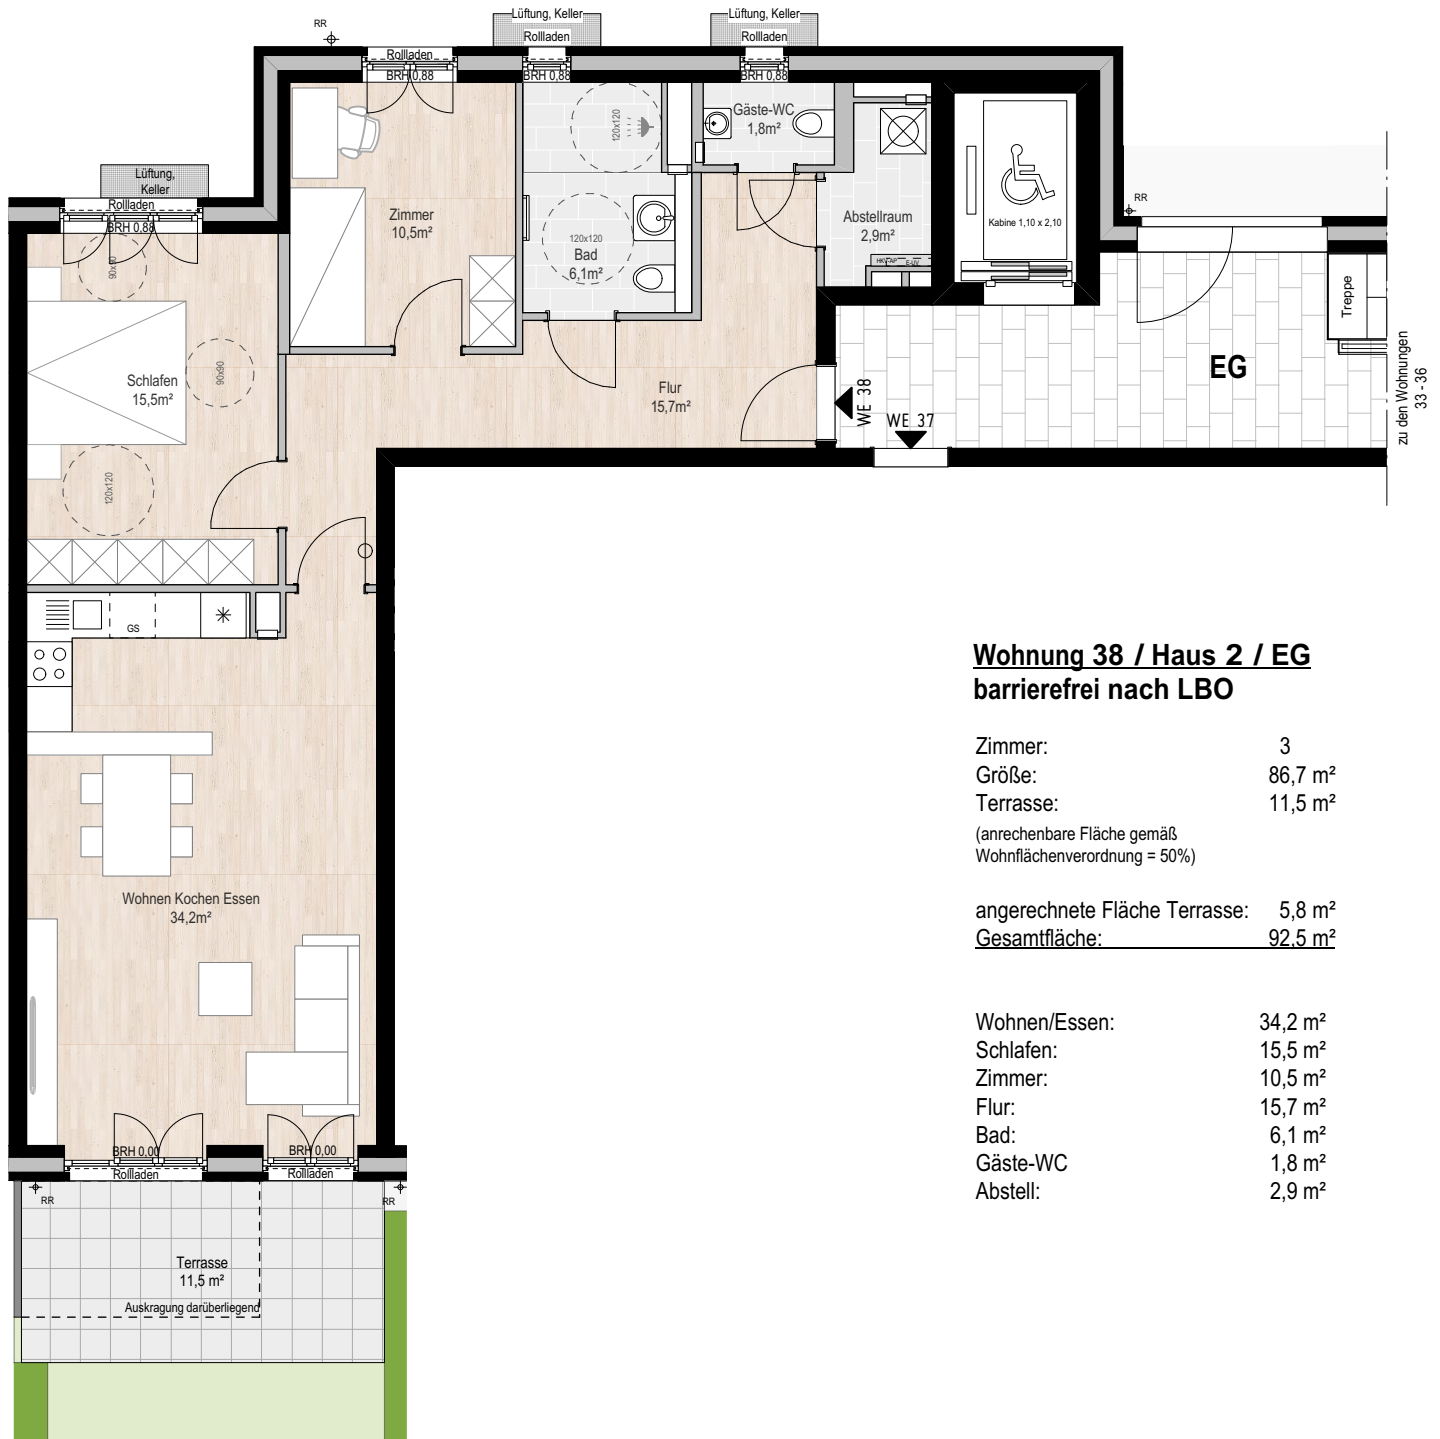 Lüftung, Keller
Lüftung, Keller
RR
Rollladen
Rollladen
Rollladen
BRH 0,88
BRH 0,88
BRH 0,88
Gäste-WC
1,8m²
120x120
Lüftung,
Keller
Rollladen
BRH 0,88
Zimmer
10,5m²
Abstellraum
2,9m²
Kabine 1,10 x 2,10
RR
120x120
Bad
6,1m²
90x90
E-UV
Treppe
Schlafen
15,5m²
90x90
Flur
15,7m²
WE 38
WE 37
EG
zu den Wohnungen
33 - 36
120x120
GS
Wohnung 38 / Haus 2 / EG
barrierefrei nach LBO
Zimmer: 3
Größe: 86,7 m²
Terrasse: 11,5 m²
(anrechenbare Fläche gemäß
Wohnflächenverordnung = 50%)
angerechnete Fläche Terrasse: 5,8 m²
Gesamtfläche: 92,5 m²
Wohnen Kochen Essen
34,2m²
Wohnen/Essen: 34,2 m²
Schlafen: 15,5 m²
Zimmer: 10,5 m²
Flur: 15,7 m²
Bad: 6,1 m²
Gäste-WC 1,8 m²
Abstell: 2,9 m²
BRH 0,00
BRH 0,00
Rollladen
Rollladen
RR
RR
Terrasse
11,5 m²
Auskragung darüberliegend